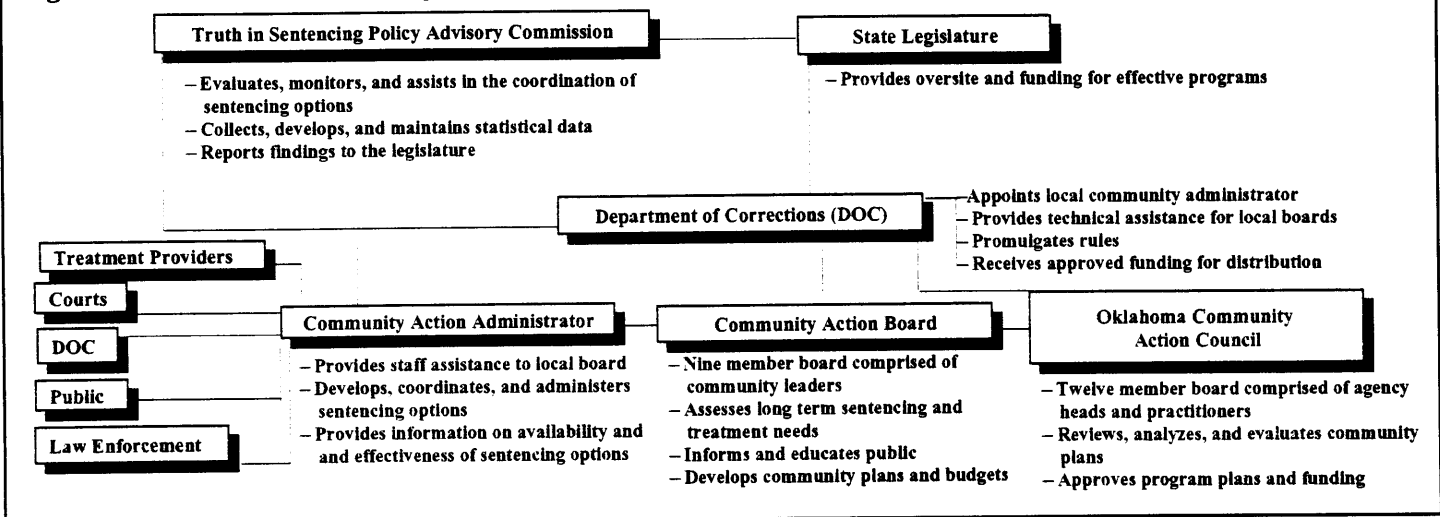 Truth in Sentencing Policy Advisory Commission
State Legislature
– Evaluates, monitors, and assists in the coordination of
sentencing options
– Collects, develops, and maintains statistical data
– Reports findings to the legislature
– Provides oversite and funding for effective programs
Department of Corrections (DOC)
– Appoints local community administrator
– Provides technical assistance for local boards
– Promulgates rules
– Receives approved funding for distribution
Treatment Providers
Courts
DOC
Public
Law Enforcement
Community Action Administrator
– Provides staff assistance to local board
– Develops, coordinates, and administers
sentencing options
– Provides information on availability and
and effectiveness of sentencing options
Community Action Board
– Nine member board comprised of
community leaders
– Assesses long term sentencing and
treatment needs
– Informs and educates public
– Develops community plans and budgets
Oklahoma Community
Action Council
– Twelve member board comprised of agency
heads and practitioners
– Reviews, analyzes, and evaluates community
plans
– Approves program plans and funding